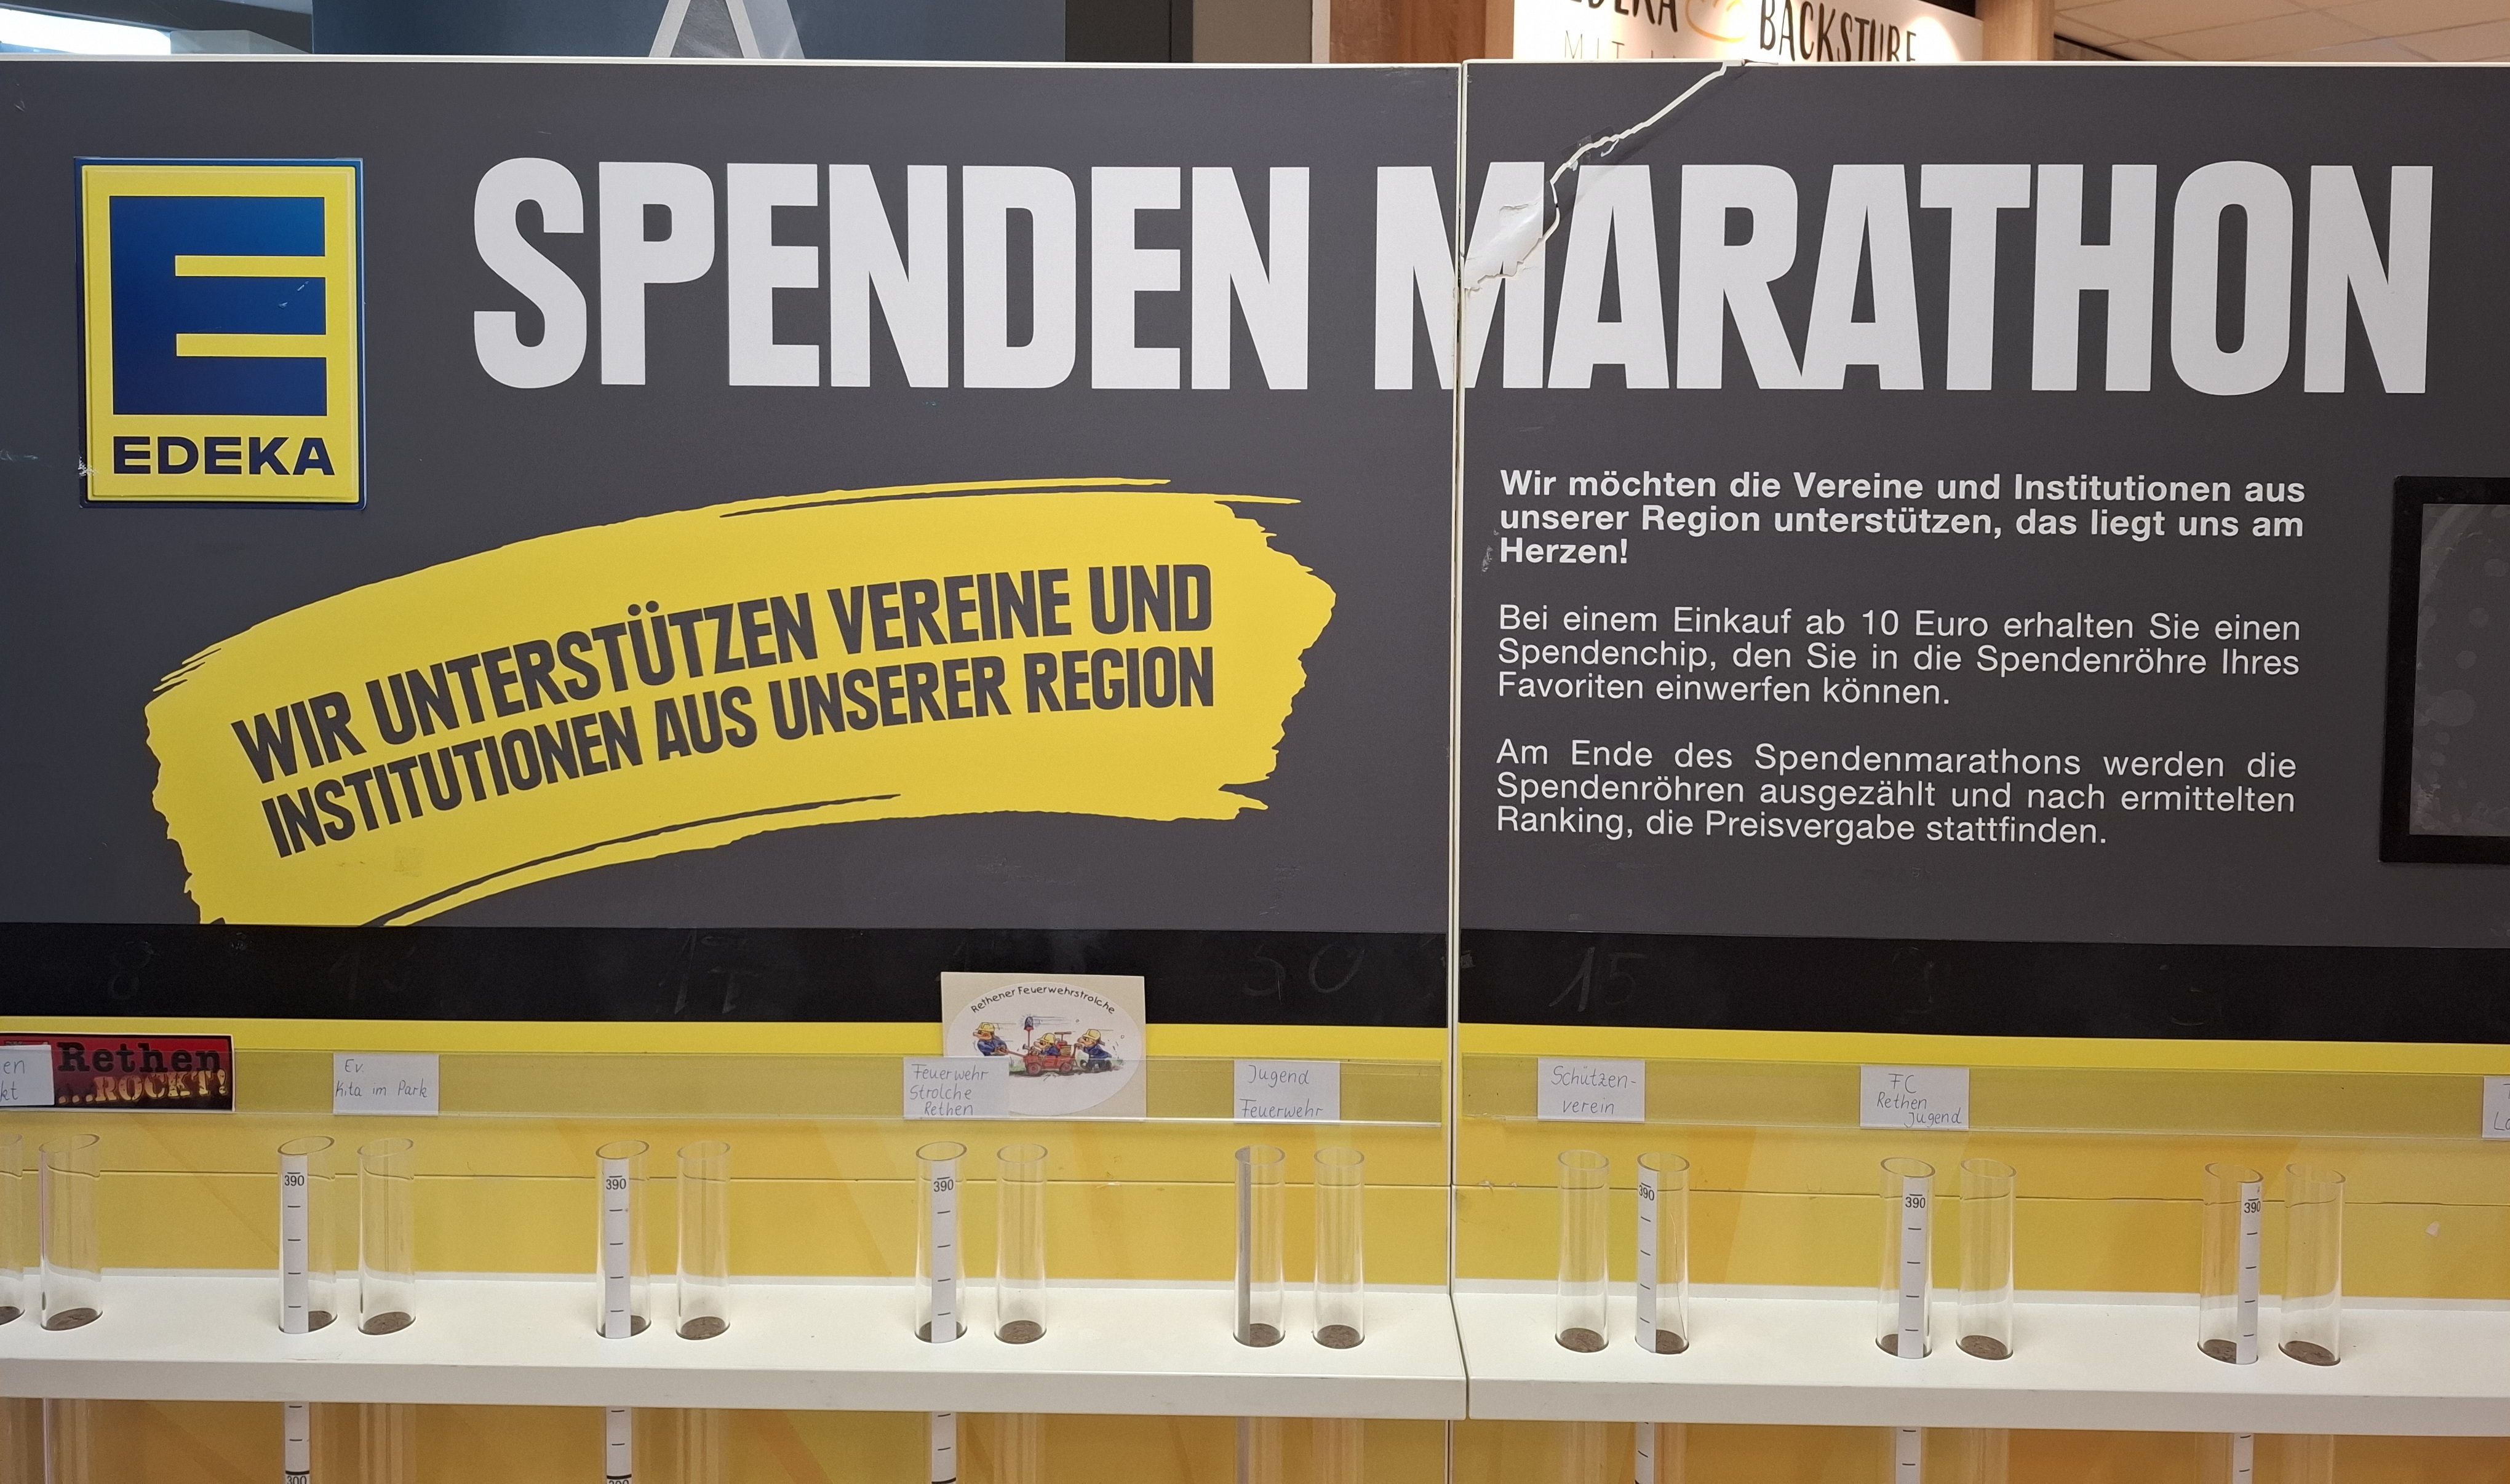 BACKSTUBE
SPENDEN MARATHON
EDEKA
WIR UNTERSTÜTZEN VEREINE UND
INSTITUTIONEN AUS UNSERER REGION
Wir möchten die Vereine und Institutionen aus
unserer Region unterstützen, das liegt uns am
Herzen!
Bei einem Einkauf ab 10 Euro erhalten Sie einen
Spendenchip, den Sie in die Spendenröhre Ihres
Favoriten einwerfen können.
Am Ende des Spendenmarathons werden die
Spendenröhren ausgezählt und nach ermittelten
Ranking, die Preisvergabe stattfinden.
8
50
15
Rethener Feuerwehrstrolche
Rethen
...ROCKT!
Ev.
Kita im Park
Feuerwehr
Strolche
Rethen
Jugend
Feuerwehr
Schützen-
verein
FC
Rethen
Jugend
390
390
390
390
390
390
300